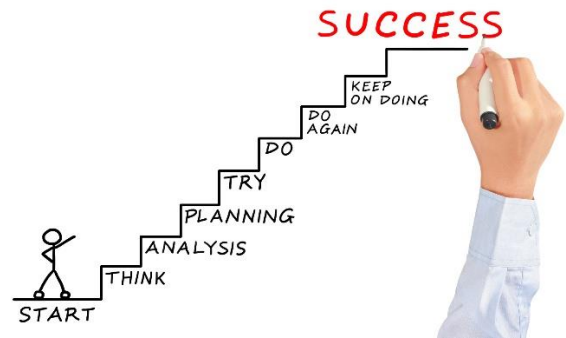 SUCCESS
KEEP
ON DOING
DO
AGAIN
DO
TRY
PLANNING
ANALYSIS
THINK
START